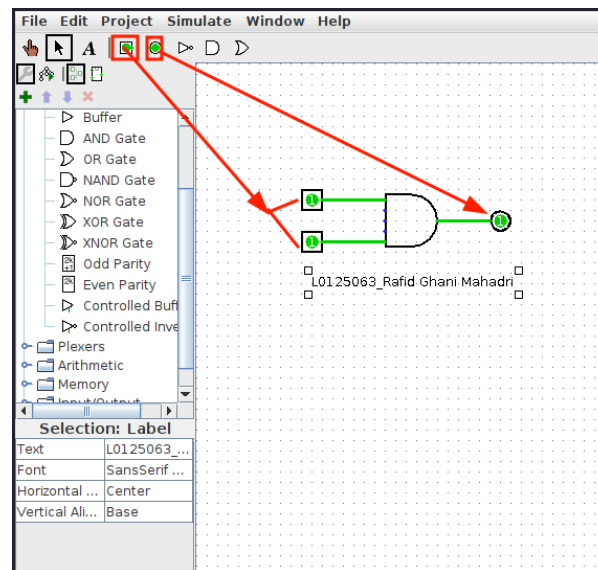 File Edit Project Simulate Window Help
A
Buffer
AND Gate
OR Gate
NAND Gate
NOR Gate
XOR Gate
XNOR Gate
Odd Parity
Even Parity
Controlled Buff
Controlled Inve
Plexers
Arithmetic
Memory
Input/Output
1
1
1
L0125063_Rafid Ghani Mahadri
Selection: Label
Text L0125063_...
Font SansSerif ...
Horizontal ... Center
Vertical Ali... Base